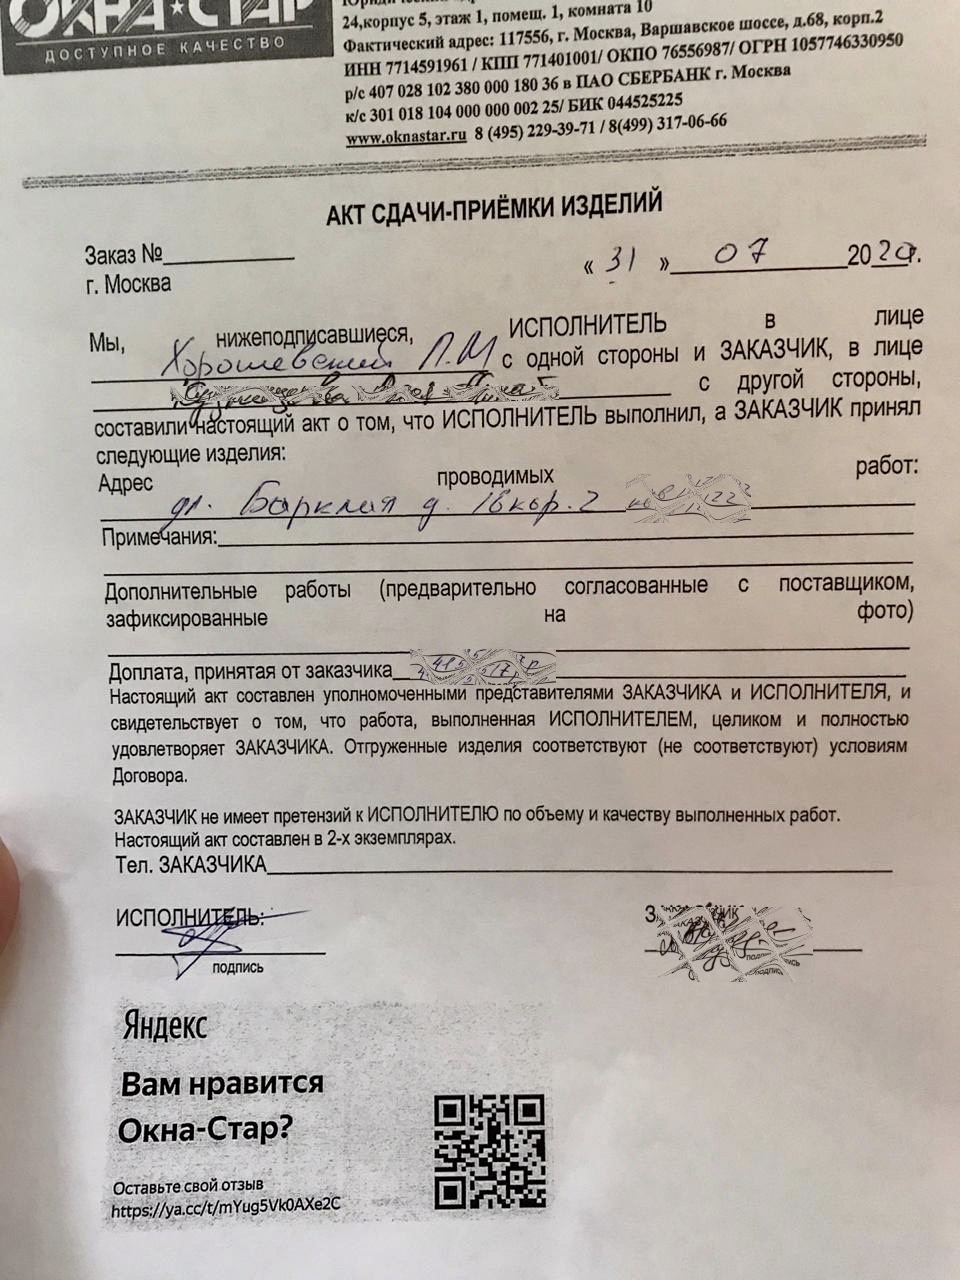 ОКНА★СТАР
ДОСТУПНОЕ КАЧЕСТВО
24,корпус 5, этаж 1, помещ. 1, комната 10
Фактический адрес: 117556, г. Москва, Варшавское шоссе, д.68, корп.2
ИНН 7714591961 / КПП 771401001/ ОКПО 76556987/ ОГРН 1057746330950
р/с 407 028 102 380 000 180 36 в ПАО СБЕРБАНК г. Москва
к/с 301 018 104 000 000 002 25/ БИК 044525225
www.oknastar.ru 8 (495) 229-39-71 / 8(499) 317-06-66
АКТ СДАЧИ-ПРИЁМКИ ИЗДЕЛИЙ
Заказ №
« 31 » 07 2020г.
г. Москва
Мы, нижеподписавшиеся, ИСПОЛНИТЕЛЬ в лице
Хорошевский П.М с одной стороны и ЗАКАЗЧИК, в лице
с другой стороны,
составили настоящий акт о том, что ИСПОЛНИТЕЛЬ выполнил, а ЗАКАЗЧИК принял
следующие изделия:
Адрес проводимых работ:
ул. Барклая д. 16 кор. 2
Примечания:
Дополнительные работы (предварительно согласованные с поставщиком,
зафиксированные на фото)
Доплата, принятая от заказчика
Настоящий акт составлен уполномоченными представителями ЗАКАЗЧИКА и ИСПОЛНИТЕЛЯ, и
свидетельствует о том, что работа, выполненная ИСПОЛНИТЕЛЕМ, целиком и полностью
удовлетворяет ЗАКАЗЧИКА. Отгруженные изделия соответствуют (не соответствуют) условиям
Договора.
ЗАКАЗЧИК не имеет претензий к ИСПОЛНИТЕЛЮ по объему и качеству выполненных работ.
Настоящий акт составлен в 2-х экземплярах.
Тел. ЗАКАЗЧИКА
ИСПОЛНИТЕЛЬ:
подпись
Яндекс
Вам нравится
Окна-Стар?
Оставьте свой отзыв
https://ya.cc/t/mYug5Vk0AXe2C